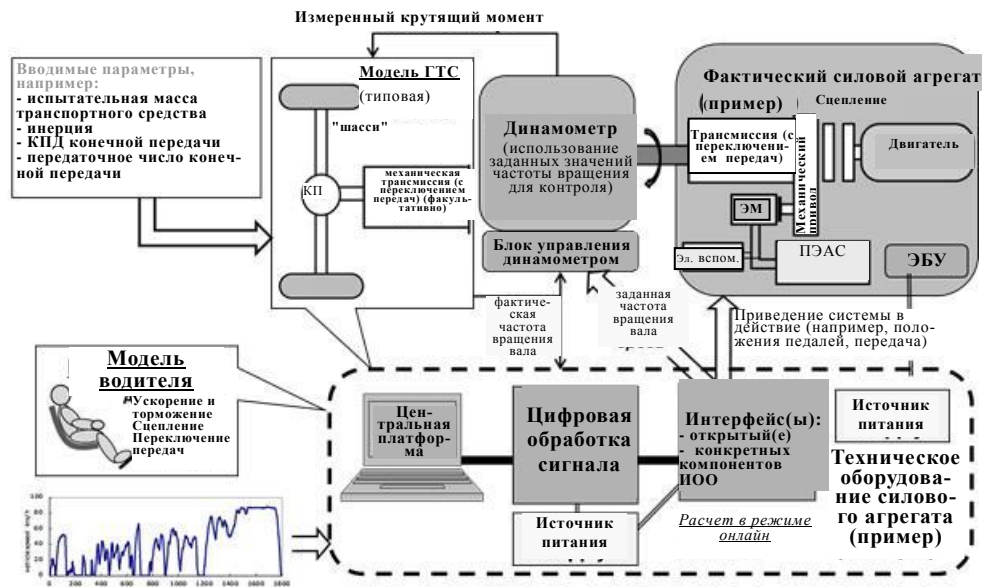 Измеренный крутящий момент
Вводимые параметры,
например:
- испытательная масса
транспортного средства
- инерция
- КПД конечной передачи
- передаточное число конеч-
ной передачи
Модель ГТС
(типовая)
"шасси"
КП
механическая
трансмиссия (с
переключением
передач) (факуль-
тативно)
Динамометр
(использование
заданных значений
частоты вращения
для контроля)
Блок управления
динамометром
Фактический силовой агрегат
(пример)
Сцепление
Трансмиссия (с
переключени-
ем передач)
Двигатель
Механический
привод
ЭМ
Эл. вспом.
ПЭАС
ЭБУ
фактиче-
ская
частота
вращения
вала
заданная
частота
вращения
вала
Приведение системы в
действие (например, поло-
жения педалей, передача)
Модель
водителя
Ускорение и
торможение
Сцепление
Переключение
передач
Цен-
тральная
платфор-
ма
Цифровая
обработка
сигнала
Интерфейс(ы):
- открытый(е)
- конкретных
компонентов
ИОО
Источник
питания
Источник
питания
Расчет в режиме
онлайн
Техническое
оборудова-
ние силово-
го агрегата
(пример)
100
80
60
40
20
0
0 200 400 600 800 1000 1200 1400 1600 1800